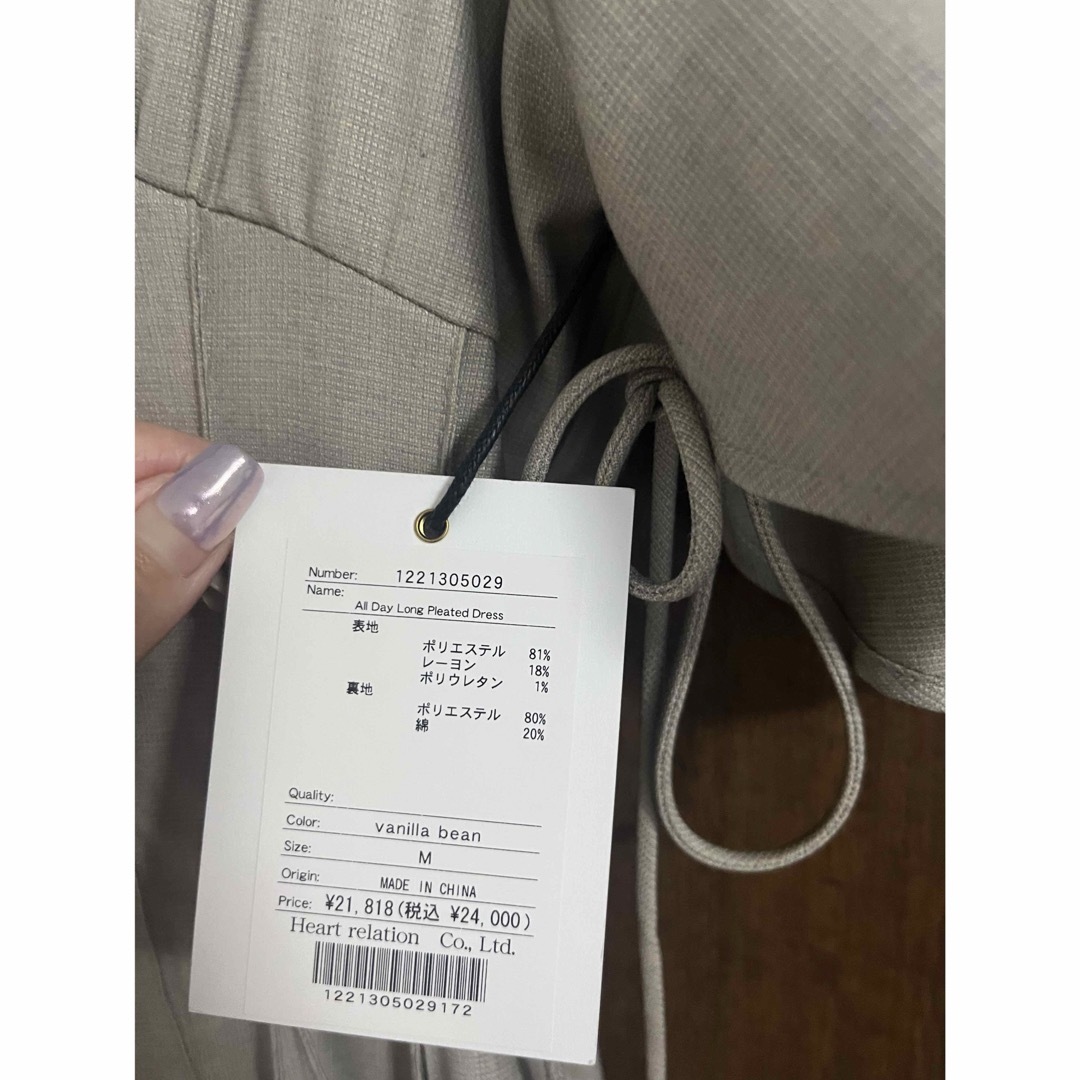 Number: 1221305029
Name:
All Day Long Pleated Dress
表地
ポリエステル 81%
レーヨン 18%
ポリウレタン 1%
裏地
ポリエステル 80%
綿 20%
Quality:
Color: vanilla bean
Size: M
Origin: MADE IN CHINA
Price: ¥21,818(税込 ¥24,000)
Heart relation Co., Ltd.
1221305029172